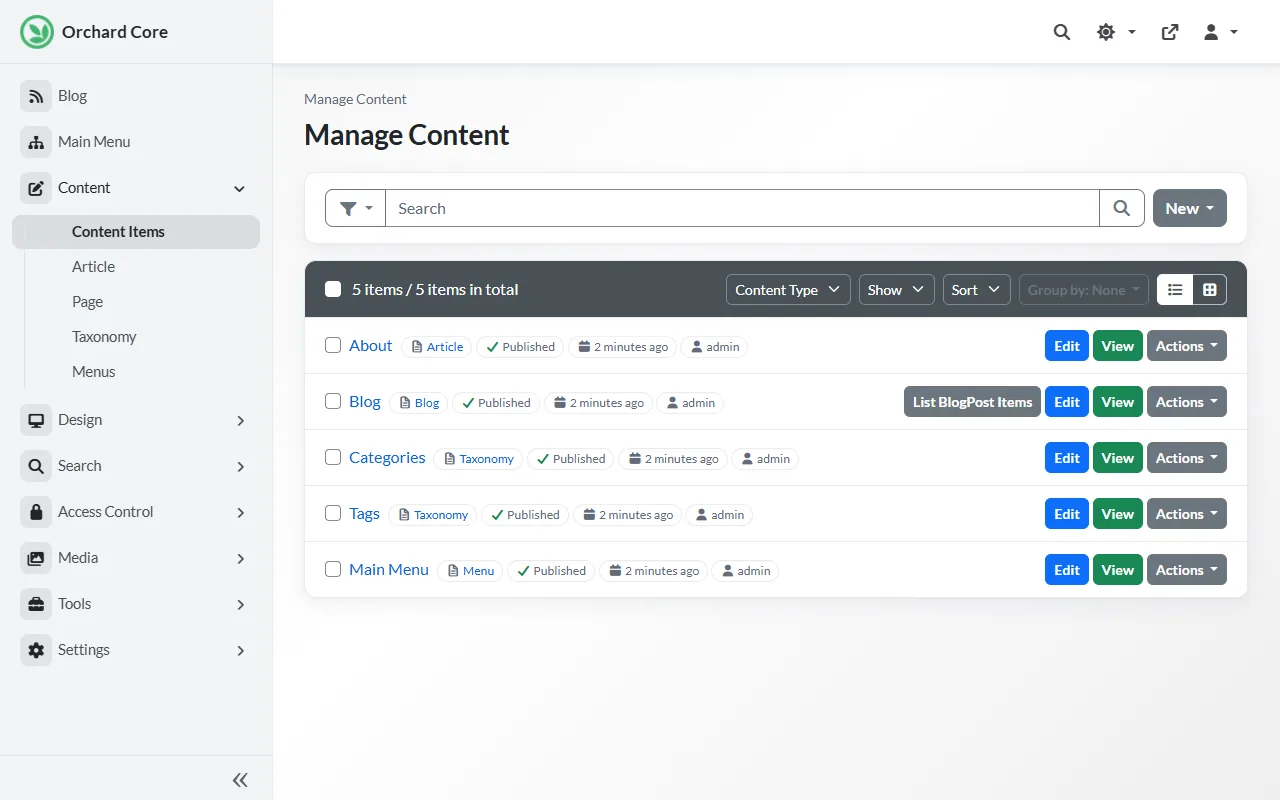 Orchard Core
Blog
Main Menu
Content
Content Items
Article
Page
Taxonomy
Menus
Design
Search
Access Control
Media
Tools
Settings
Manage Content
Manage Content
Search
New
5 items / 5 items in total
Content Type
Show
Sort
Group by: None
About Article Published 2 minutes ago admin Edit View Actions
Blog Blog Published 2 minutes ago admin List BlogPost Items Edit View Actions
Categories Taxonomy Published 2 minutes ago admin Edit View Actions
Tags Taxonomy Published 2 minutes ago admin Edit View Actions
Main Menu Menu Published 2 minutes ago admin Edit View Actions